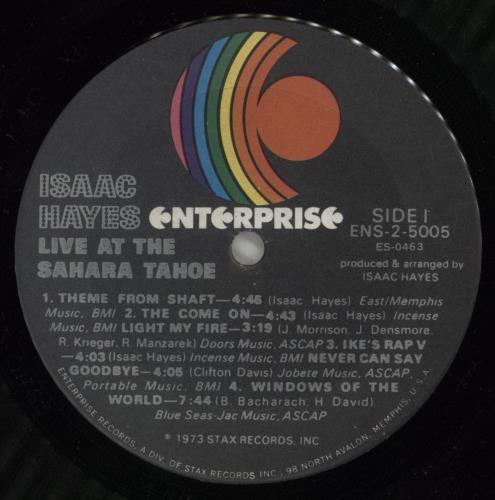 ISAAC
HAYES
ENTERPRISE
LIVE AT THE
SAHARA TAHOE
SIDE I
ENS-2-5005
ES-0463
produced & arranged by
ISAAC HAYES
1. THEME FROM SHAFT—4:45 (Isaac Hayes) East/Memphis
Music, BMI 2. THE COME ON—4:43 (Isaac Hayes) Incense
Music, BMI LIGHT MY FIRE—3:19 (J. Morrison, J. Densmore,
R. Krieger, R. Manzarek) Doors Music, ASCAP 3. IKE'S RAP V
—4:03 (Isaac Hayes) Incense Music, BMI NEVER CAN SAY
GOODBYE—4:05 (Clifton Davis) Jobete Music, ASCAP,
Portable Music, BMI 4. WINDOWS OF THE
WORLD—7:44 (B. Bacharach, H. David)
Blue Seas-Jac Music, ASCAP
℗ 1973 STAX RECORDS, INC
ENTERPRISE RECORDS, A DIV. OF STAX RECORDS, INC., 98 NORTH AVALON, MEMPHIS, U.S.A.